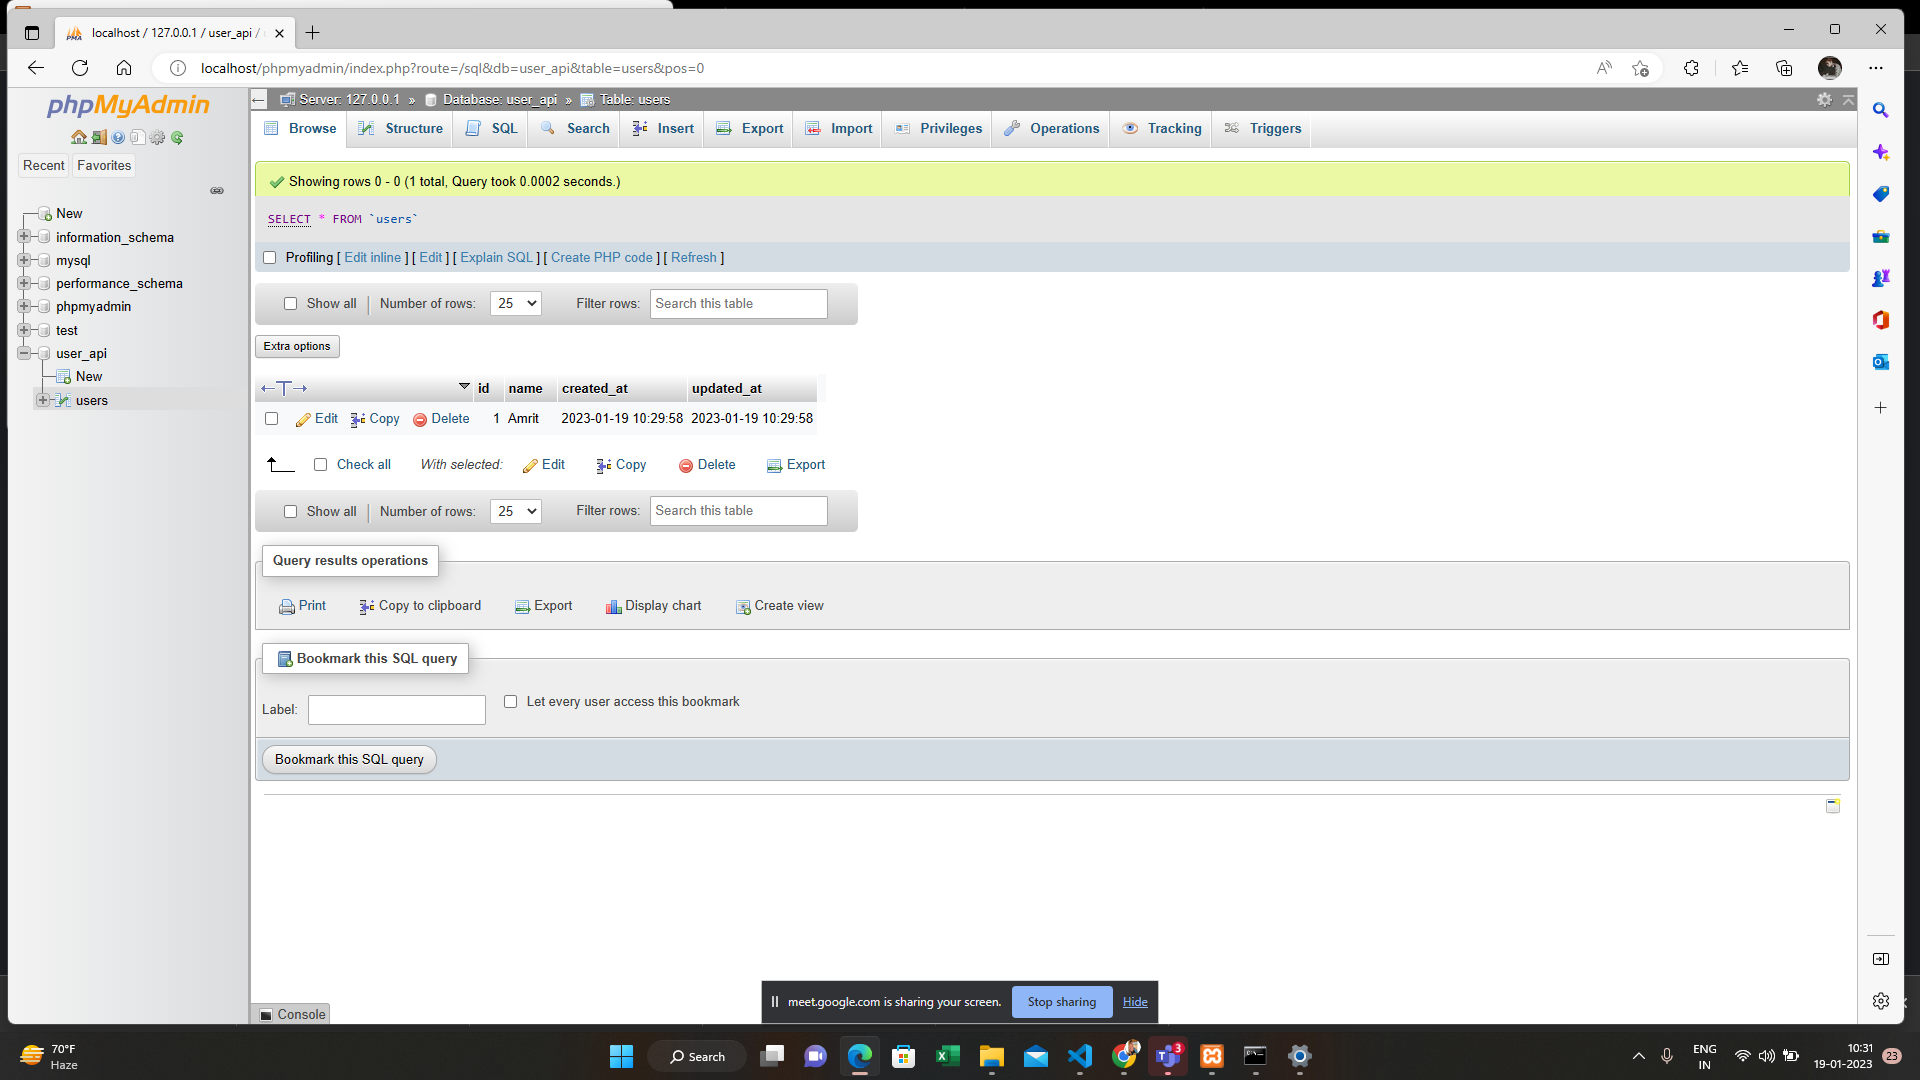 localhost / 127.0.0.1 / user_api /
localhost/phpmyadmin/index.php?route=/sql&db=user_api&table=users&pos=0
phpMyAdmin
Recent Favorites
New
information_schema
mysql
performance_schema
phpmyadmin
test
user_api
New
users
Server: 127.0.0.1 » Database: user_api » Table: users
Browse Structure SQL Search Insert Export Import Privileges Operations Tracking Triggers
Showing rows 0 - 0 (1 total, Query took 0.0002 seconds.)
SELECT * FROM `users`
Profiling [ Edit inline ] [ Edit ] [ Explain SQL ] [ Create PHP code ] [ Refresh ]
Show all | Number of rows: 25 Filter rows: Search this table
Extra options
←T→ id name created_at updated_at
Edit Copy Delete 1 Amrit 2023-01-19 10:29:58 2023-01-19 10:29:58
Check all With selected: Edit Copy Delete Export
Show all | Number of rows: 25 Filter rows: Search this table
Query results operations
Print Copy to clipboard Export Display chart Create view
Bookmark this SQL query
Label: Let every user access this bookmark
Bookmark this SQL query
Console
meet.google.com is sharing your screen. Stop sharing Hide
70°F
Haze
Search
3
ENG
IN
10:31
19-01-2023
23